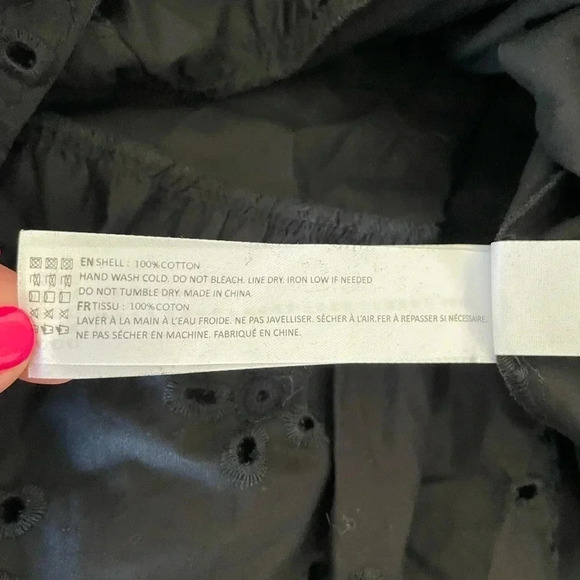 EN SHELL : 100%COTTON
HAND WASH COLD. DO NOT BLEACH. LINE DRY. IRON LOW IF NEEDED
DO NOT TUMBLE DRY. MADE IN CHINA.
FR TISSU : 100%COTON
LAVER À LA MAIN À L'EAU FROIDE. NE PAS JAVELLISER. SÉCHER À L'AIR.FER À REPASSER SI NÉCESSAIRE.
NE PAS SÉCHER EN MACHINE. FABRIQUÉ EN CHINE.